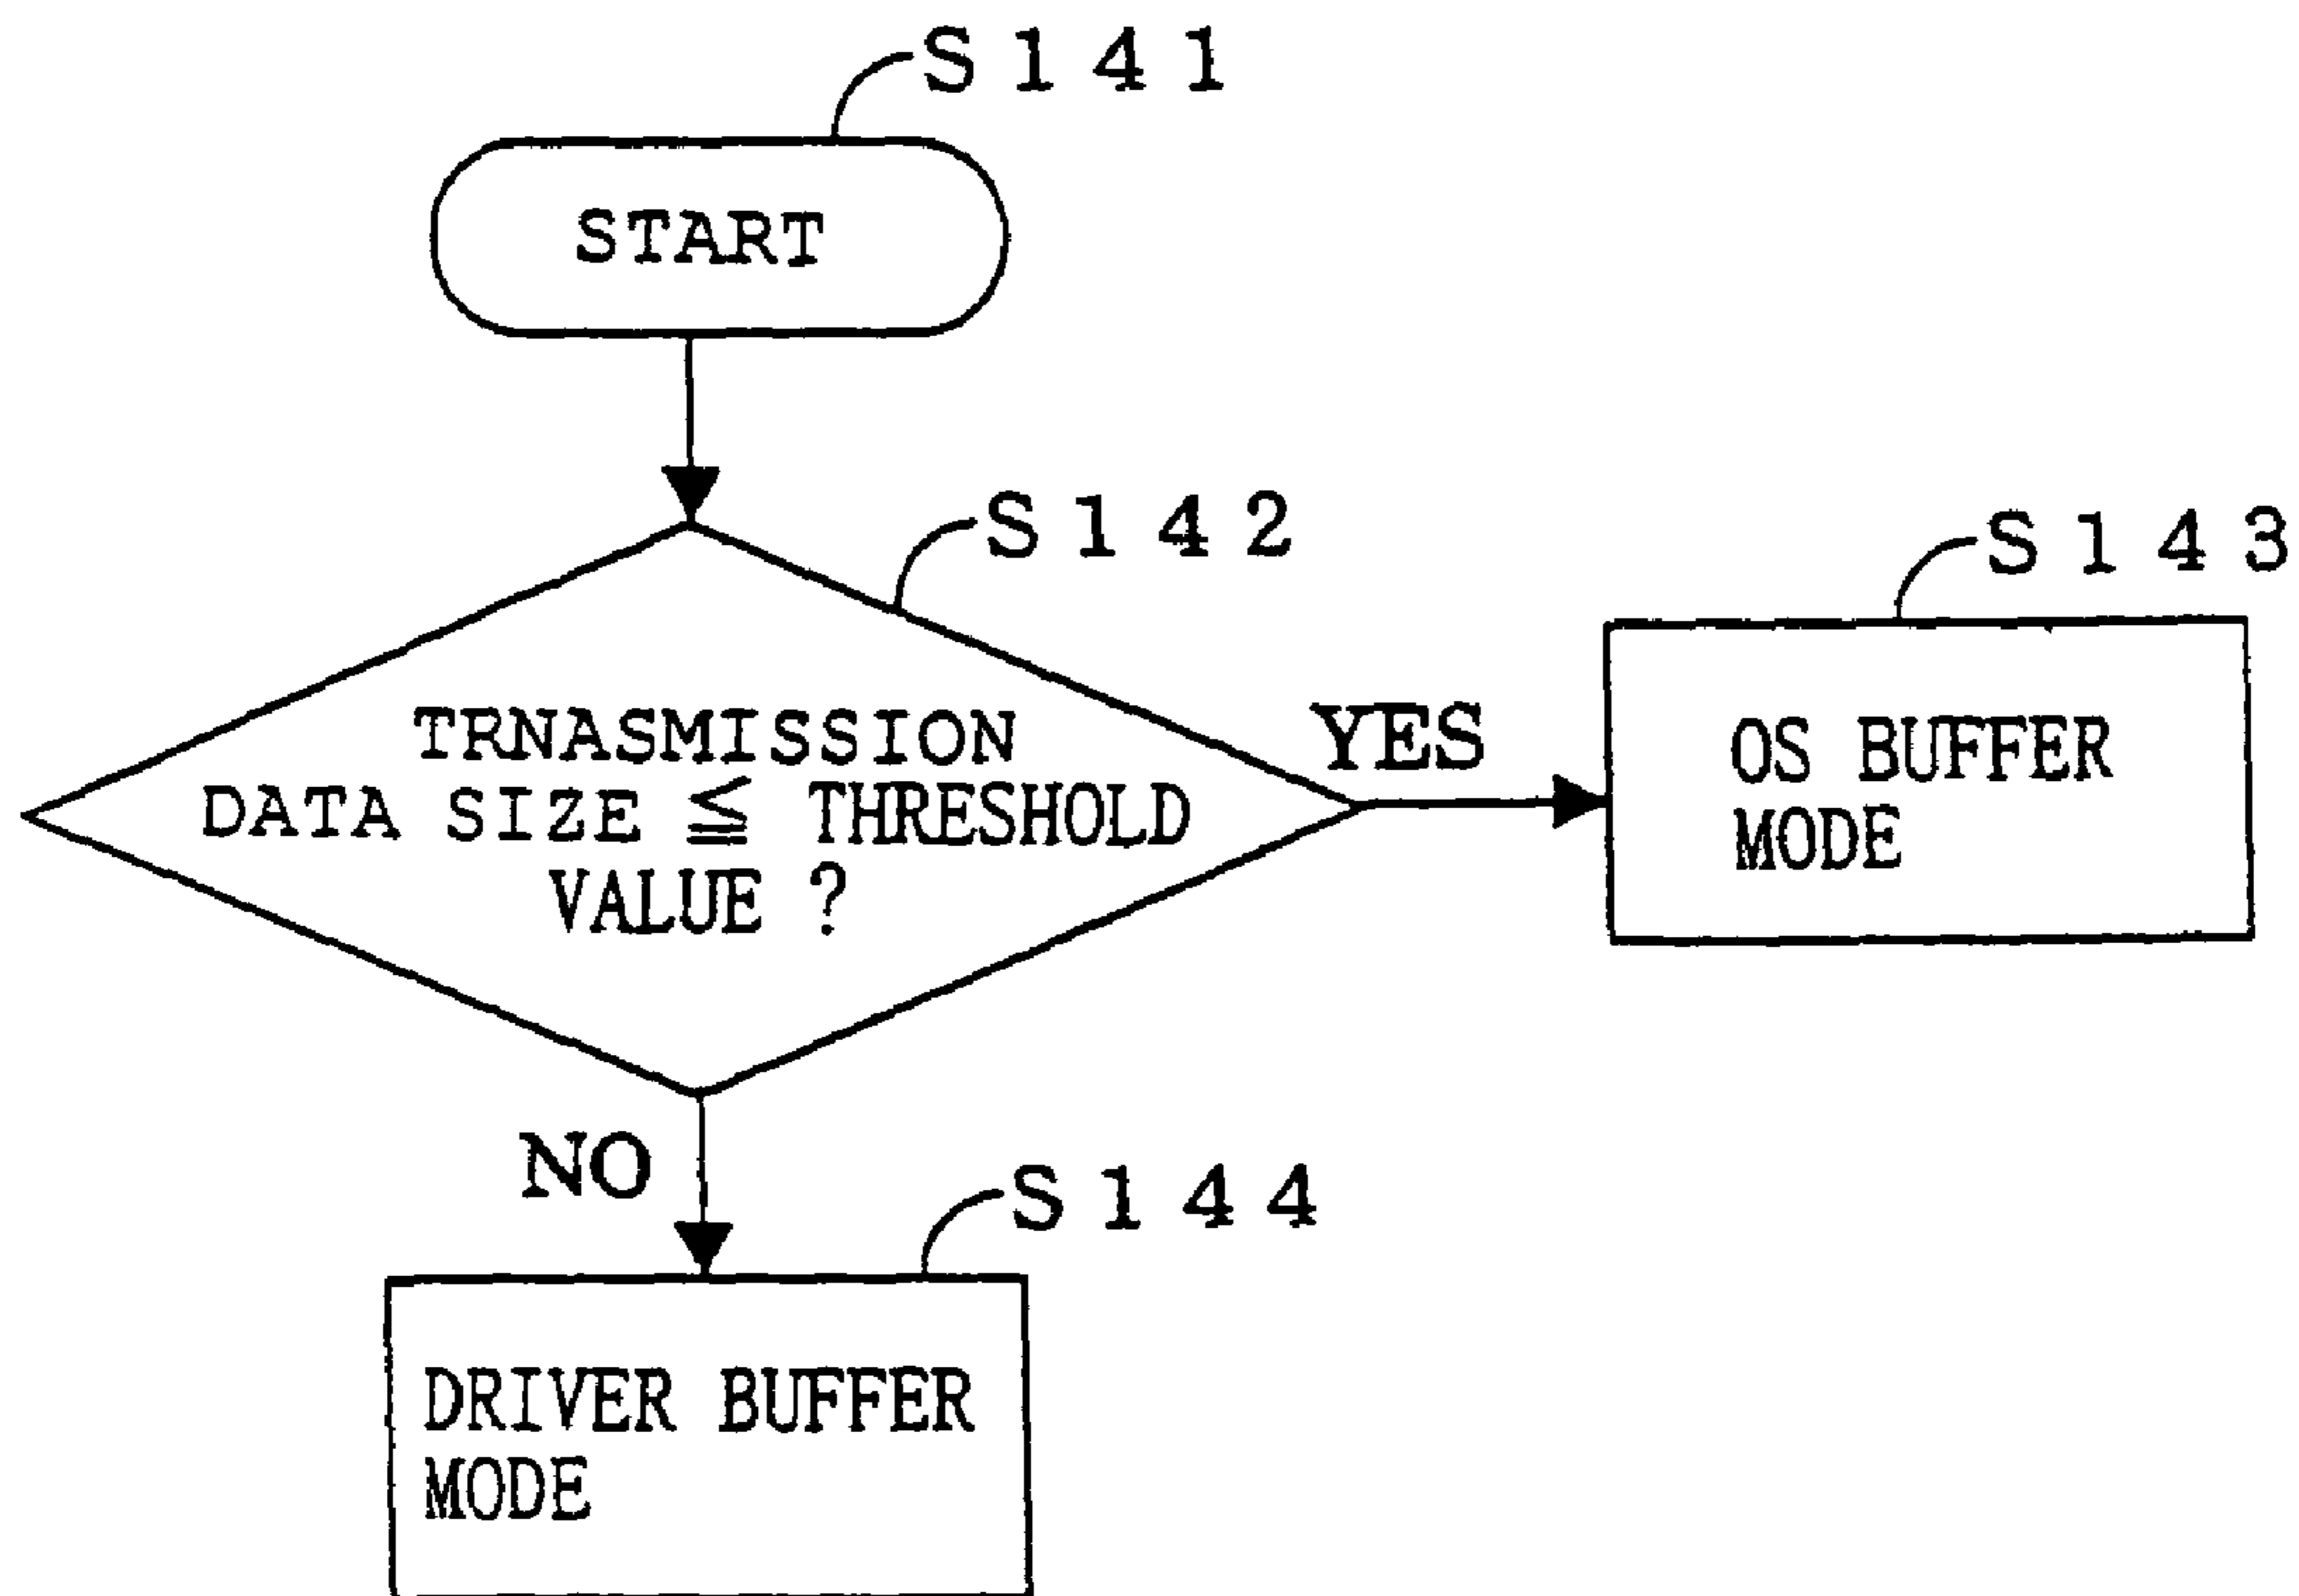 S141
START
S142
S143
TRNASMISSION
DATA SIZE ≦ THRESHOLD
VALUE ?
YES
OS BUFFER
MODE
NO
S144
DRIVER BUFFER
MODE